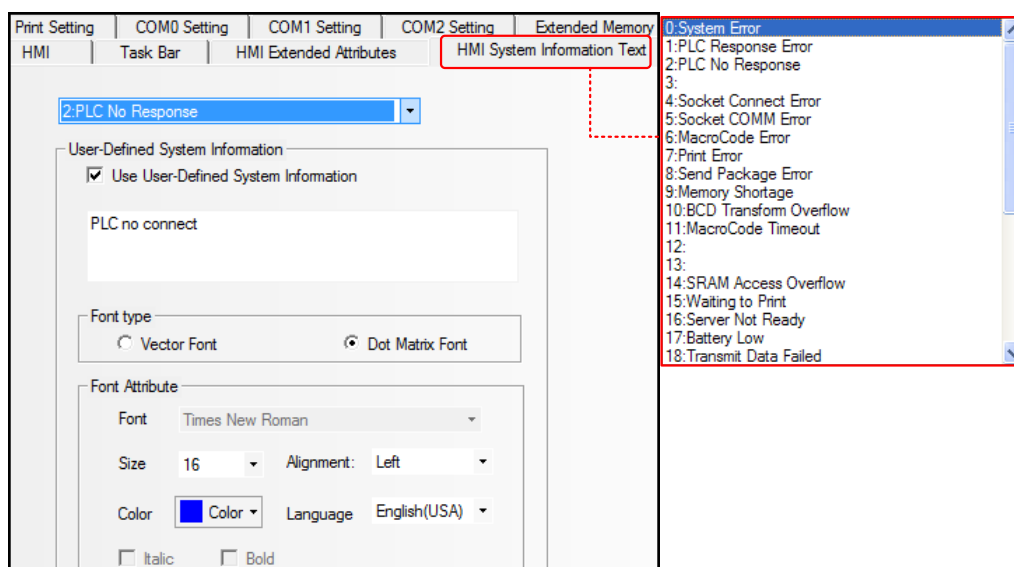 Print Setting COM0 Setting COM1 Setting COM2 Setting Extended Memory
HMI Task Bar HMI Extended Attributes HMI System Information Text
2:PLC No Response
User-Defined System Information
Use User-Defined System Information
PLC no connect
Font type
Vector Font Dot Matrix Font
Font Attribute
Font Times New Roman
Size 16 Alignment: Left
Color Color Language English(USA)
Italic Bold
0:System Error
1:PLC Response Error
2:PLC No Response
3:
4:Socket Connect Error
5:Socket COMM Error
6:MacroCode Error
7:Print Error
8:Send Package Error
9:Memory Shortage
10:BCD Transform Overflow
11:MacroCode Timeout
12:
13:
14:SRAM Access Overflow
15:Waiting to Print
16:Server Not Ready
17:Battery Low
18:Transmit Data Failed